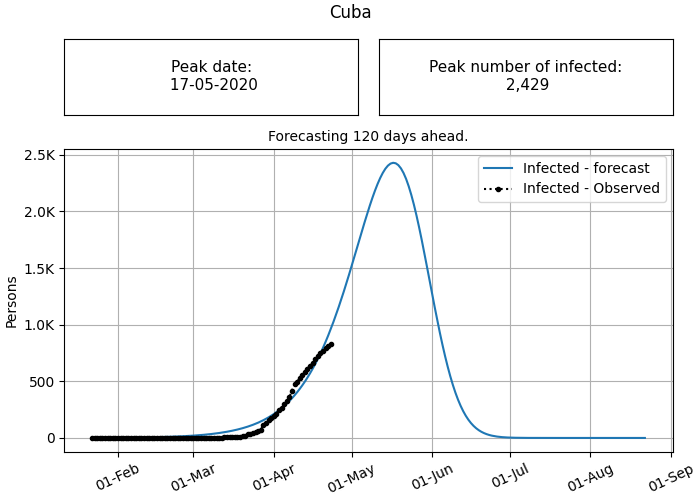 Cuba
Peak date:
17-05-2020
Peak number of infected:
2,429
Forecasting 120 days ahead.
2.5K
2.0K
1.5K
1.0K
500
0
Persons
Infected - forecast
Infected - Observed
01-Feb
01-Mar
01-Apr
01-May
01-Jun
01-Jul
01-Aug
01-Sep